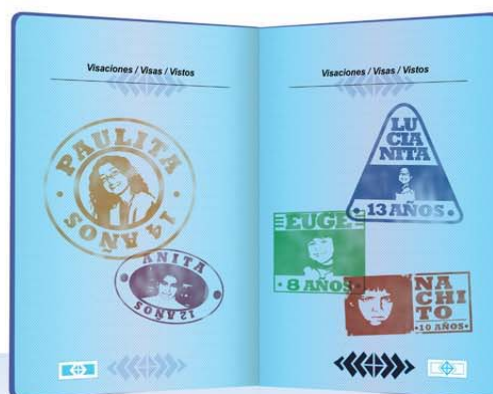 Visaciones / Visas / Vistos
PAULITA
14 AÑOS
ANITA
12 AÑOS
Visaciones / Visas / Vistos
LU
CIA
NITA
13 AÑOS
EUGE
8 AÑOS
NA
CHI
TO
10 AÑOS